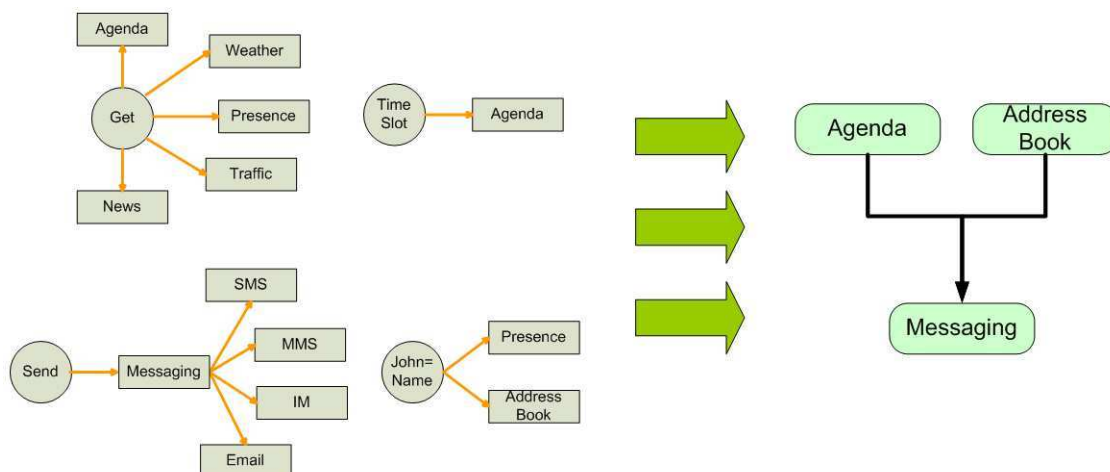 Agenda
Weather
Get
Presence
Traffic
News
Time
Slot
Agenda
SMS
MMS
Send
Messaging
IM
Email
John=
Name
Presence
Address
Book
Agenda
Address
Book
Messaging